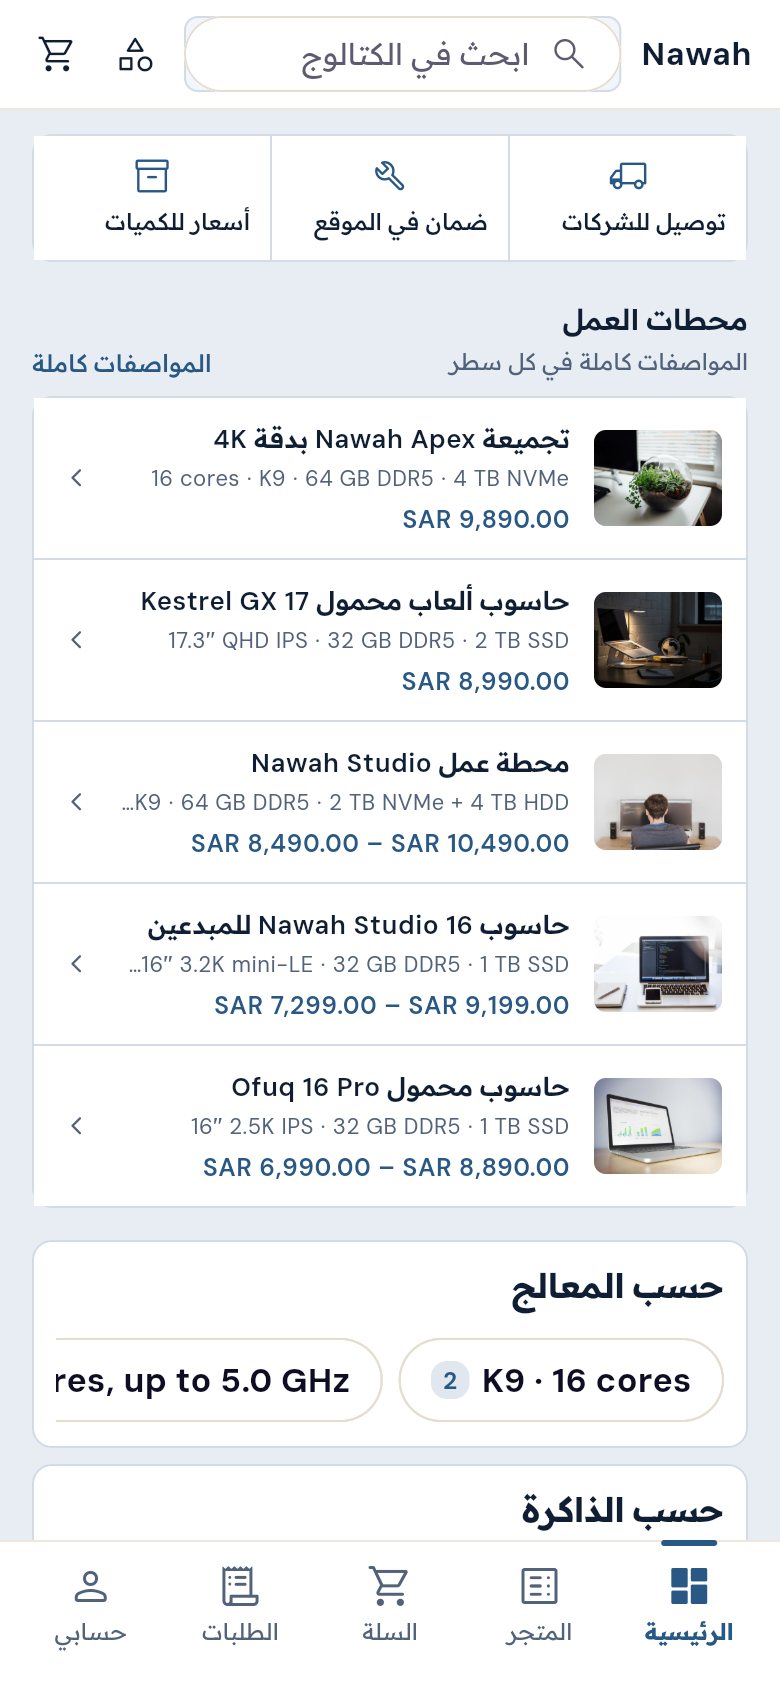 Nawah
ابحث في الكتالوج
توصيل للشركات
ضمان في الموقع
أسعار للكميات
محطات العمل
المواصفات كاملة في كل سطر
المواصفات كاملة
تجميعة Nawah Apex بدقة 4K
16 cores · K9 · 64 GB DDR5 · 4 TB NVMe
SAR 9,890.00
حاسوب ألعاب محمول Kestrel GX 17
17.3″ QHD IPS · 32 GB DDR5 · 2 TB SSD
SAR 8,990.00
محطة عمل Nawah Studio
…K9 · 64 GB DDR5 · 2 TB NVMe + 4 TB HDD
SAR 8,490.00 – SAR 10,490.00
حاسوب Nawah Studio 16 للمبدعين
…16″ 3.2K mini-LE · 32 GB DDR5 · 1 TB SSD
SAR 7,299.00 – SAR 9,199.00
حاسوب محمول Ofuq 16 Pro
16″ 2.5K IPS · 32 GB DDR5 · 1 TB SSD
SAR 6,990.00 – SAR 8,890.00
حسب المعالج
K9 · 16 cores 2
res, up to 5.0 GHz
حسب الذاكرة
الرئيسية
المتجر
السلة
الطلبات
حسابي